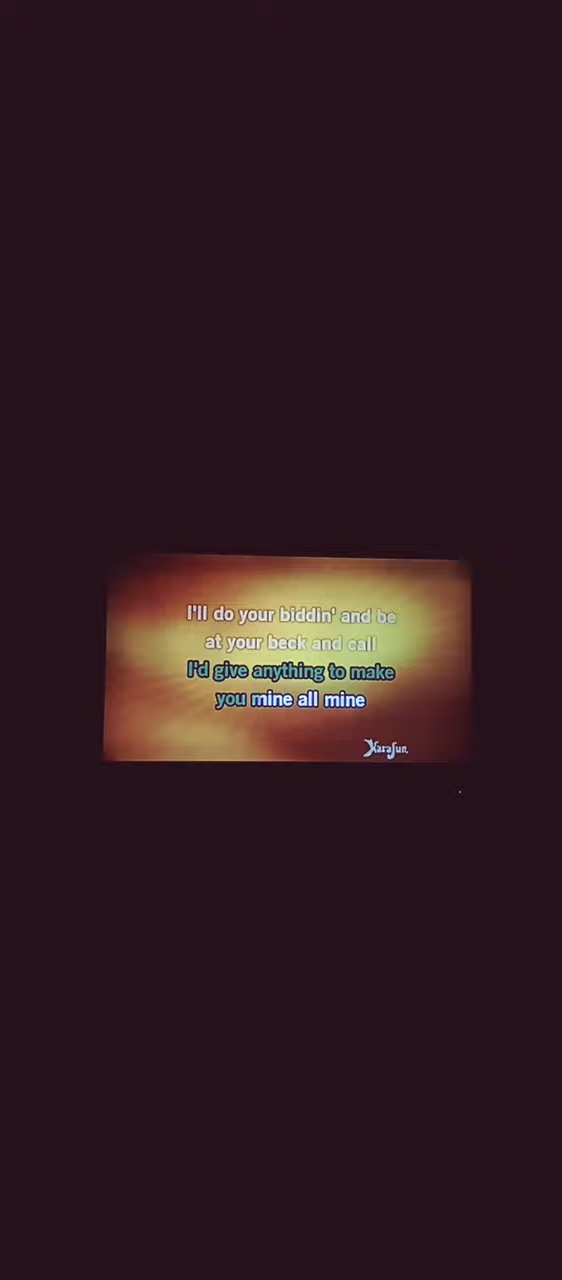 I'll do your biddin' and be
at your beck and call
I'd give anything to make
you mine all mine
KaraFun